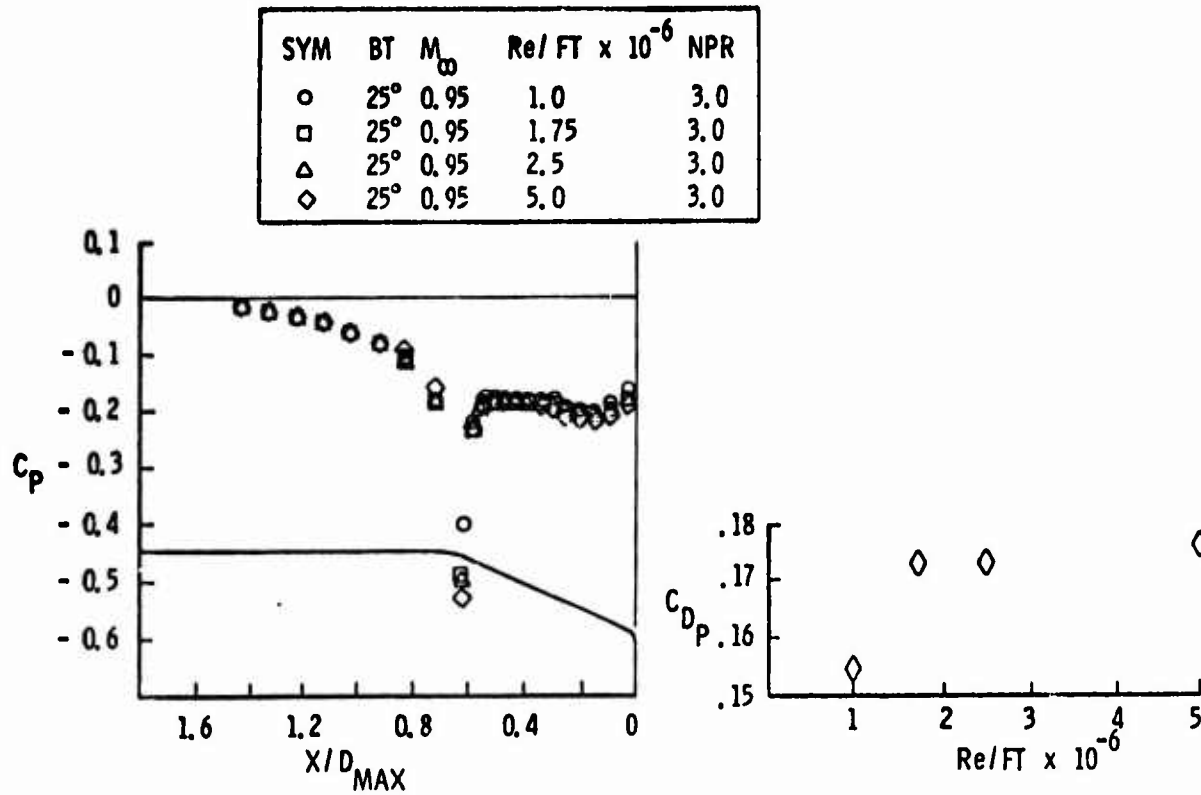 SYM BT M∞ Re/FT x 10⁻⁶ NPR
○ 25° 0.95 1.0 3.0
□ 25° 0.95 1.75 3.0
△ 25° 0.95 2.5 3.0
◇ 25° 0.95 5.0 3.0
0.1
0
- 0.1
- 0.2
- 0.3
- 0.4
- 0.5
- 0.6
CP
1.6 1.2 0.8 0.4 0
X/DMAX
.18
.17
.16
.15
CDP
1 2 3 4 5
Re/FT x 10⁻⁶